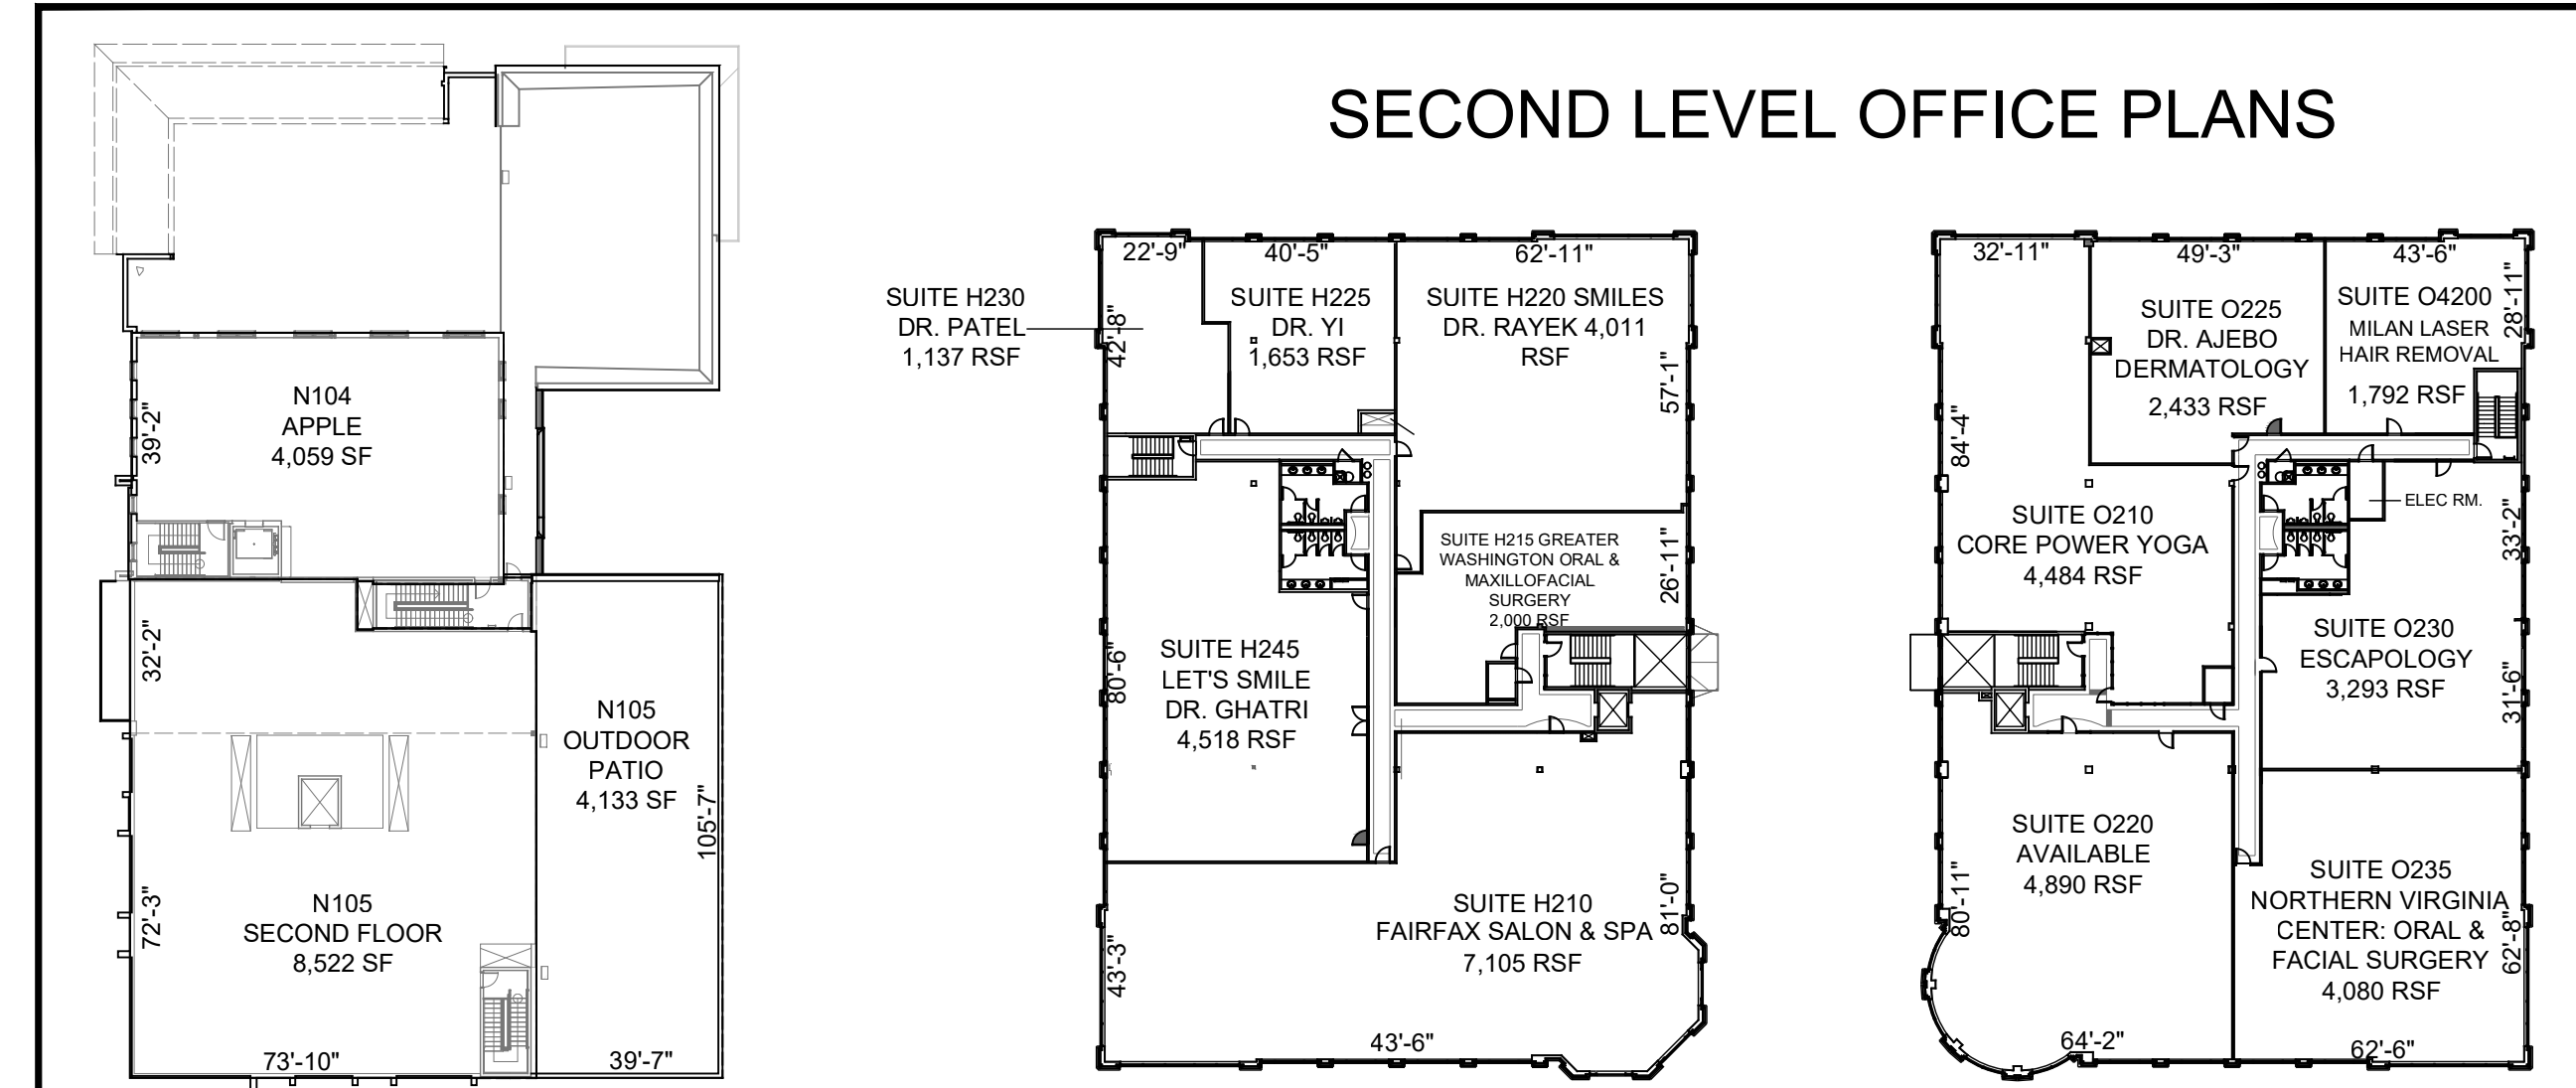 SECOND LEVEL OFFICE PLANS
N104
APPLE
4,059 SF
39'-2"
32'-2"
72'-3"
N105
SECOND FLOOR
8,522 SF
73'-10"
N105
OUTDOOR
PATIO
4,133 SF
105'-7"
39'-7"
SUITE H230
DR. PATEL
1,137 RSF
22'-9"
42'-8"
40'-5"
SUITE H225
DR. YI
1,653 RSF
62'-11"
SUITE H220 SMILES
DR. RAYEK 4,011
RSF
57'-1"
SUITE H215 GREATER
WASHINGTON ORAL &
MAXILLOFACIAL
SURGERY
2,000 RSF
26'-11"
SUITE H245
LET'S SMILE
DR. GHATRI
4,518 RSF
80'-6"
SUITE H210
FAIRFAX SALON & SPA
7,105 RSF
81'-0"
43'-3"
43'-6"
32'-11"
84'-4"
49'-3"
SUITE O225
DR. AJEBO
DERMATOLOGY
2,433 RSF
43'-6"
SUITE O4200
MILAN LASER
HAIR REMOVAL
1,792 RSF
28'-11"
ELEC RM.
SUITE O210
CORE POWER YOGA
4,484 RSF
33'-2"
SUITE O230
ESCAPOLOGY
3,293 RSF
31'-6"
SUITE O220
AVAILABLE
4,890 RSF
80'-11"
64'-2"
SUITE O235
NORTHERN VIRGINIA
CENTER: ORAL &
FACIAL SURGERY
4,080 RSF
62'-8"
62'-6"